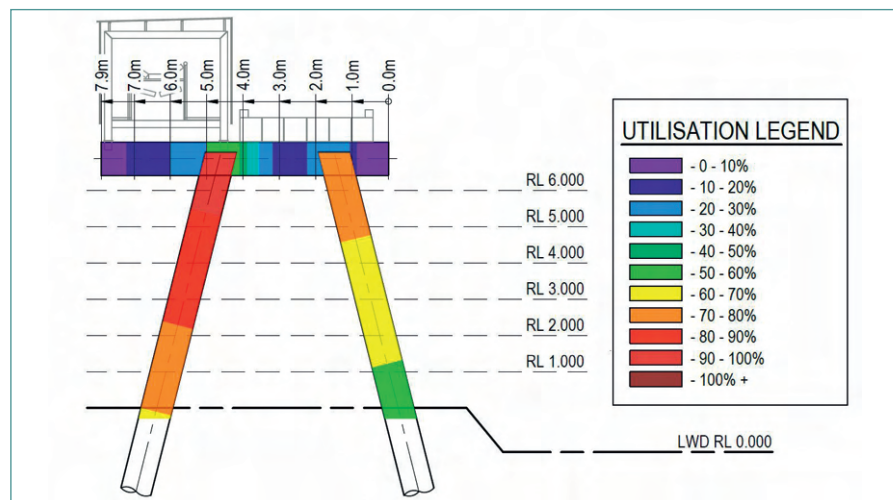 7.9m
7.0m
6.0m
5.0m
4.0m
3.0m
2.0m
1.0m
0.0m
RL 6.000
RL 5.000
RL 4.000
RL 3.000
RL 2.000
RL 1.000
LWD RL 0.000
UTILISATION LEGEND
- 0 - 10%
- 10 - 20%
- 20 - 30%
- 30 - 40%
- 40 - 50%
- 50 - 60%
- 60 - 70%
- 70 - 80%
- 80 - 90%
- 90 - 100%
- 100% +